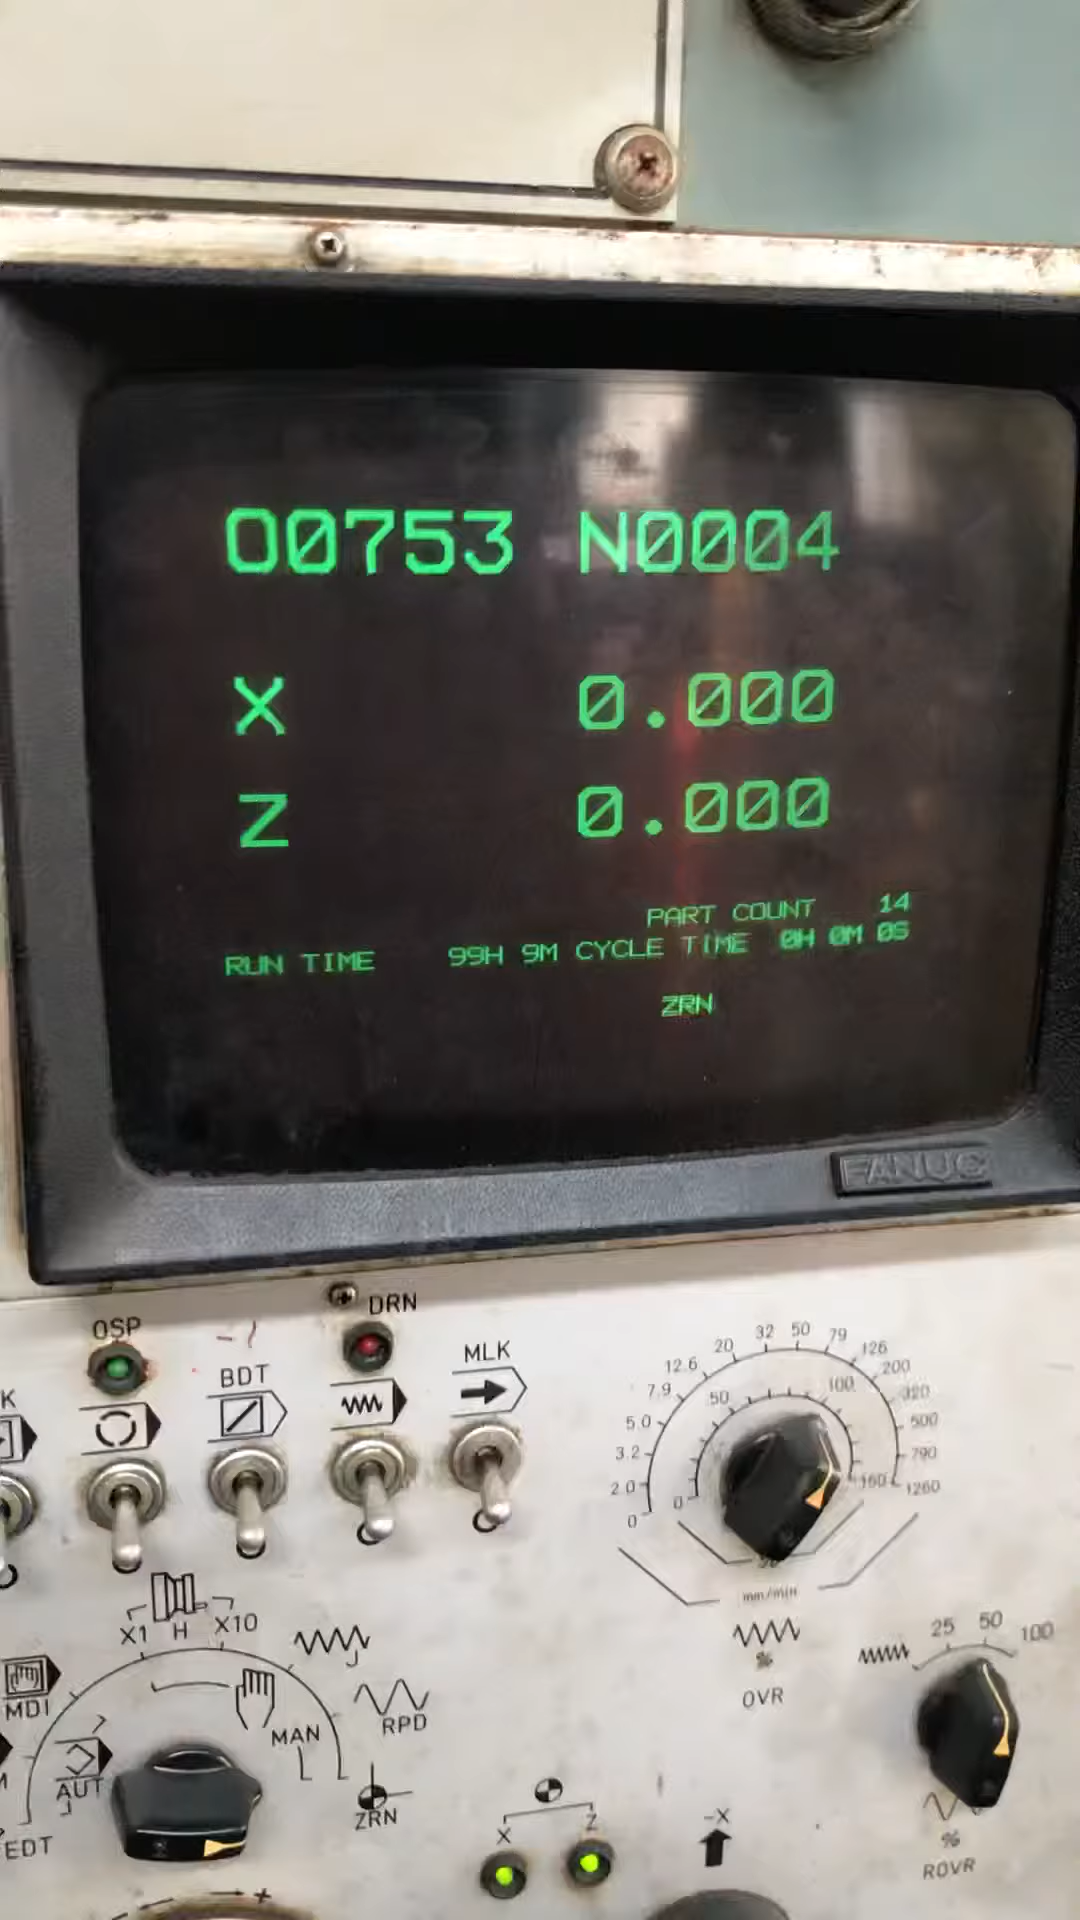 O0753 N0004
X 0.000
Z 0.000
PART COUNT 14
RUN TIME 99H 9M CYCLE TIME 0H 0M 0S
ZRN
FANUC
OSP
DRN
BDT
MLK
K
0 2.0 3.2 5.0 7.9 12.6 20 32 50 79 126 200 320 500 790 1260
0 50 100 160
mm/min
%
OVR
X1 H X10
MDI
AUT
EDT
MAN
RPD
ZRN
25 50 100
%
ROVR
X Z
-X
+